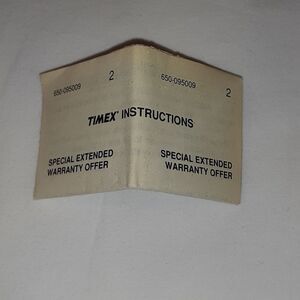 650-095009 2
650-095009 2
TIMEX INSTRUCTIONS
SPECIAL EXTENDED
WARRANTY OFFER
SPECIAL EXTENDED
WARRANTY OFFER